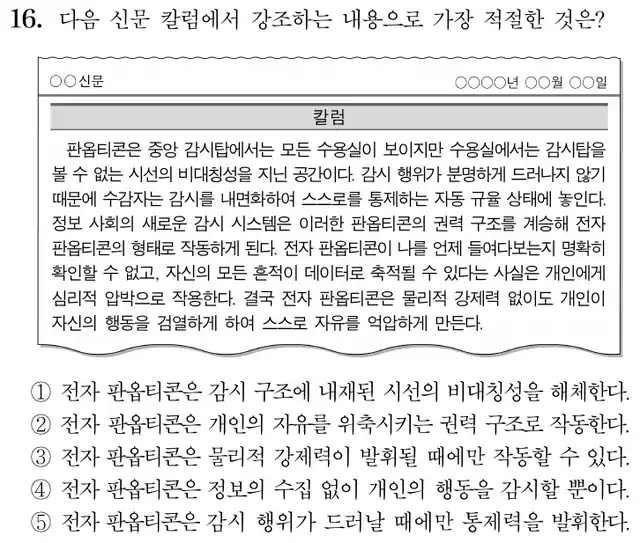 16. 다음 신문 칼럼에서 강조하는 내용으로 가장 적절한 것은?
○○신문 ○○○○년 ○○월 ○○일
칼럼
판옵티콘은 중앙 감시탑에서는 모든 수용실이 보이지만 수용실에서는 감시탑을
볼 수 없는 시선의 비대칭성을 지닌 공간이다. 감시 행위가 분명하게 드러나지 않기
때문에 수감자는 감시를 내면화하여 스스로를 통제하는 자동 규율 상태에 놓인다.
정보 사회의 새로운 감시 시스템은 이러한 판옵티콘의 권력 구조를 계승해 전자
판옵티콘의 형태로 작동하게 된다. 전자 판옵티콘이 나를 언제 들여다보는지 명확히
확인할 수 없고, 자신의 모든 흔적이 데이터로 축적될 수 있다는 사실은 개인에게
심리적 압박으로 작용한다. 결국 전자 판옵티콘은 물리적 강제력 없이도 개인이
자신의 행동을 검열하게 하여 스스로 자유를 억압하게 만든다.
① 전자 판옵티콘은 감시 구조에 내재된 시선의 비대칭성을 해체한다.
② 전자 판옵티콘은 개인의 자유를 위축시키는 권력 구조로 작동한다.
③ 전자 판옵티콘은 물리적 강제력이 발휘될 때에만 작동할 수 있다.
④ 전자 판옵티콘은 정보의 수집 없이 개인의 행동을 감시할 뿐이다.
⑤ 전자 판옵티콘은 감시 행위가 드러날 때에만 통제력을 발휘한다.